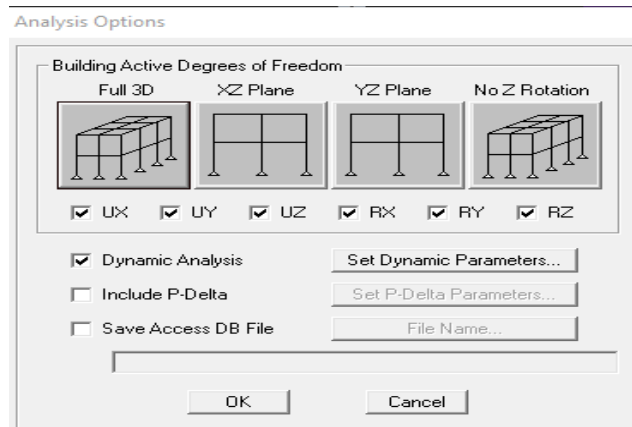 Analysis Options
Building Active Degrees of Freedom
Full 3D XZ Plane YZ Plane No Z Rotation
UX UY UZ RX RY RZ
Dynamic Analysis Set Dynamic Parameters...
Include P-Delta Set P-Delta Parameters...
Save Access DB File File Name...
OK Cancel